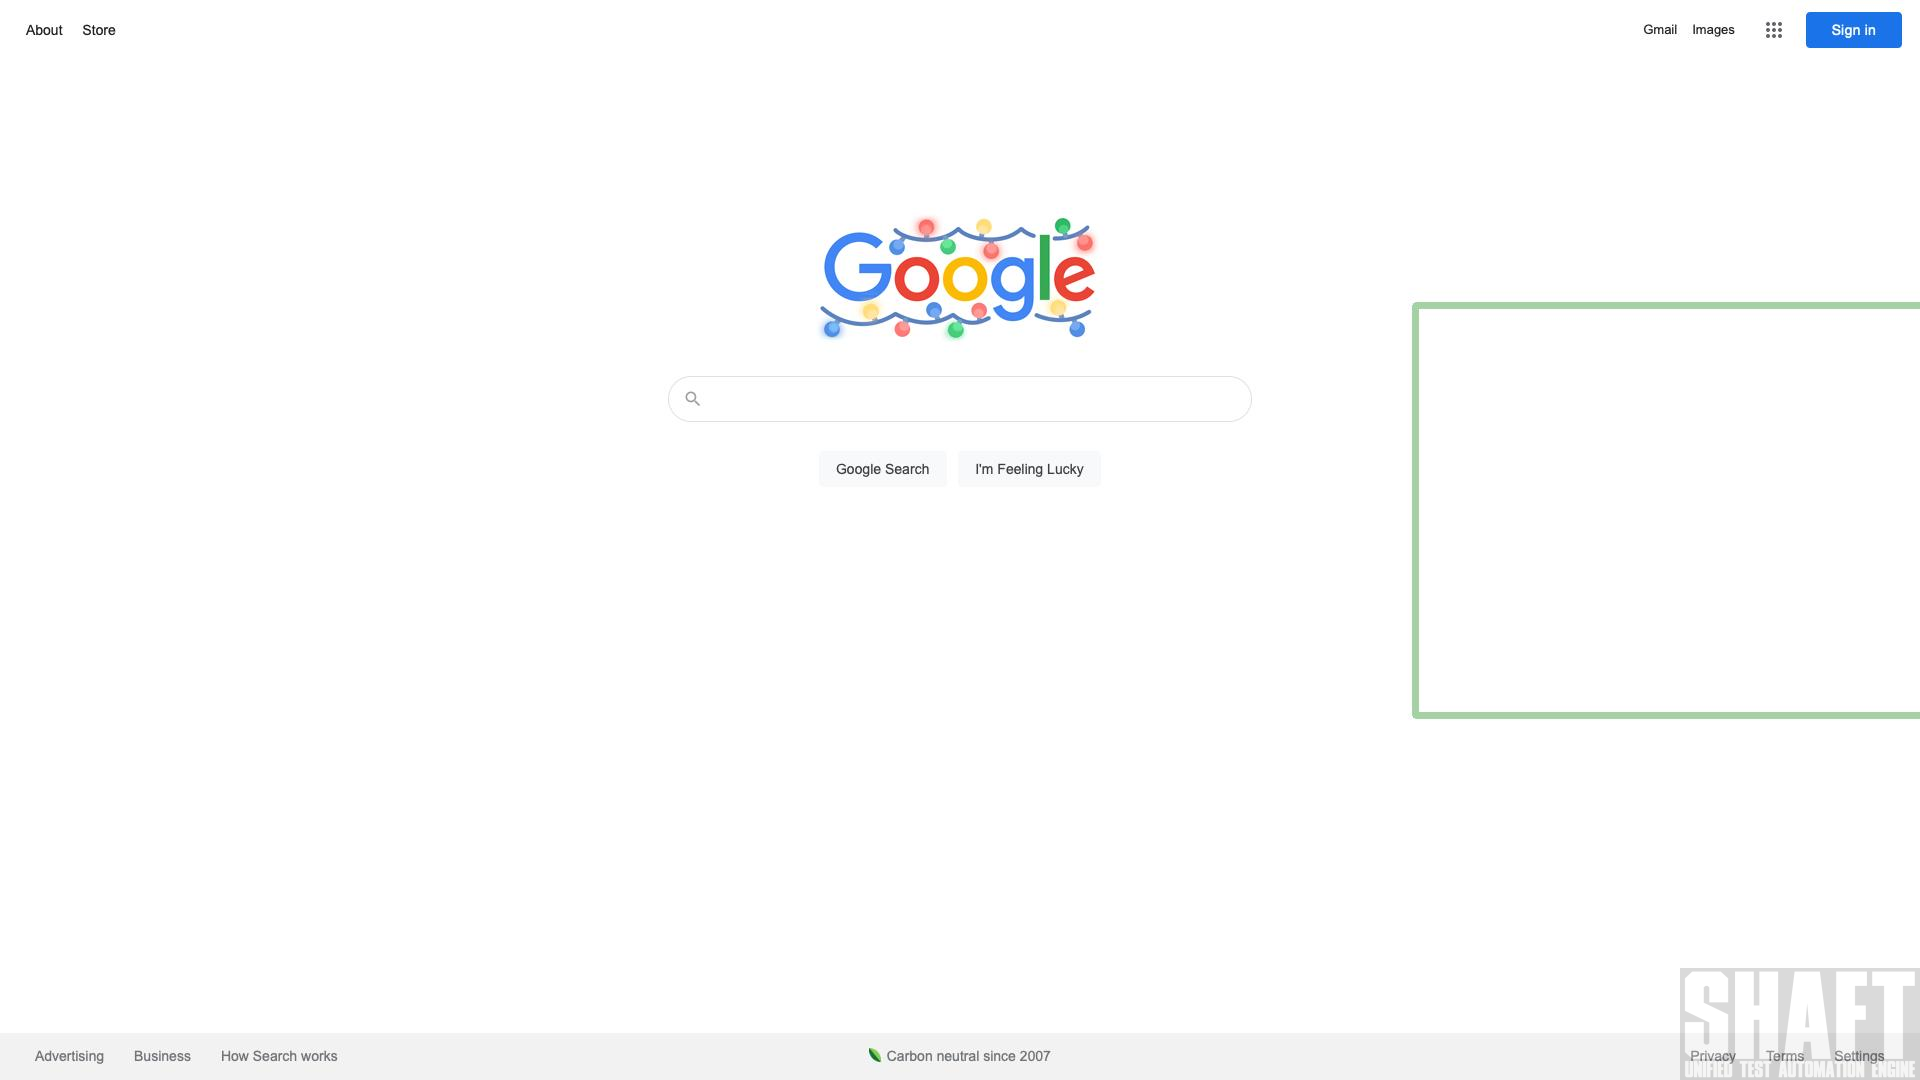 About Store
Gmail Images Sign in
Google
Google Search I'm Feeling Lucky
Advertising Business How Search works
Carbon neutral since 2007
SHAFT
Privacy Terms Settings
UNIFIED TEST AUTOMATION ENGINE